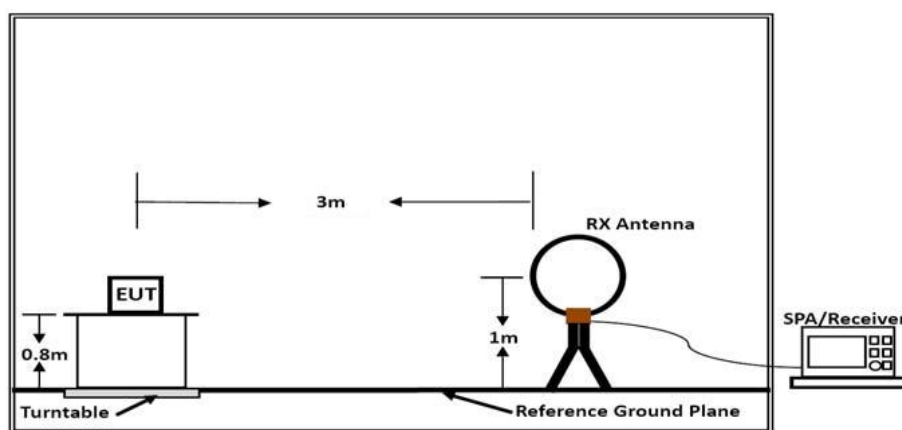 3m
RX Antenna
EUT
SPA/Receiver
0.8m
1m
Turntable
Reference Ground Plane